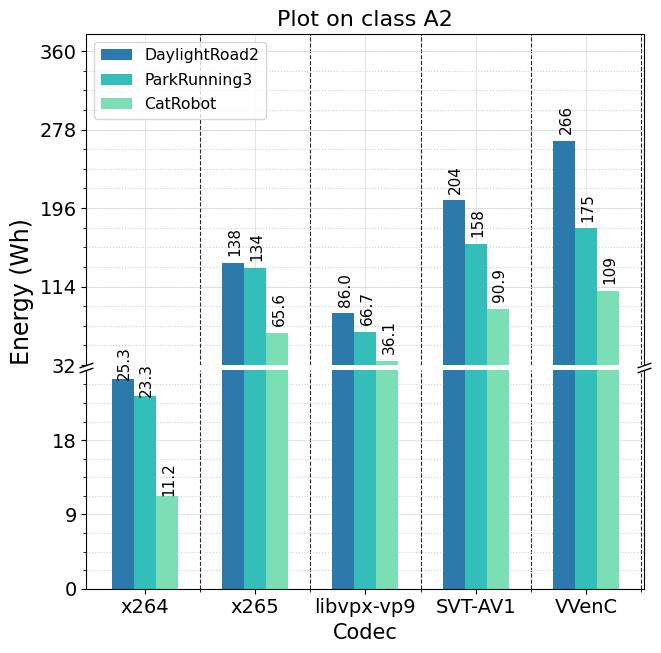 Plot on class A2
DaylightRoad2
ParkRunning3
CatRobot
Energy (Wh)
360
278
196
114
32
18
9
0
25.3
23.3
11.2
138
134
65.6
86.0
66.7
36.1
204
158
90.9
266
175
109
x264
x265
libvpx-vp9
SVT-AV1
VVenC
Codec